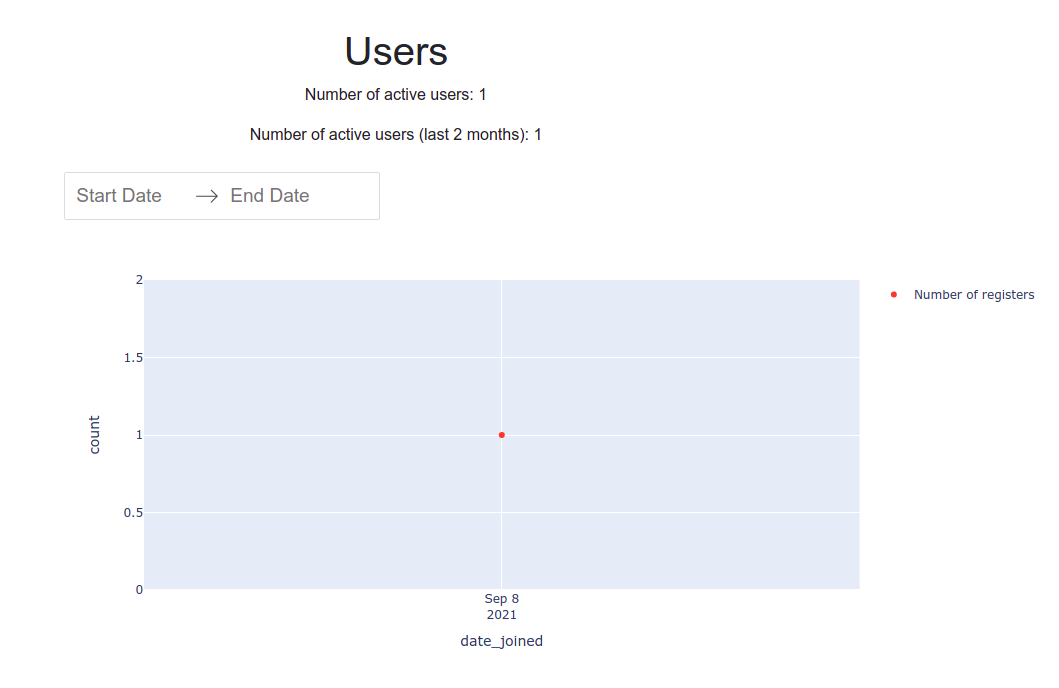 Users
Number of active users: 1
Number of active users (last 2 months): 1
Start Date → End Date
2
1.5
1
0.5
0
count
Sep 8
2021
date_joined
Number of registers